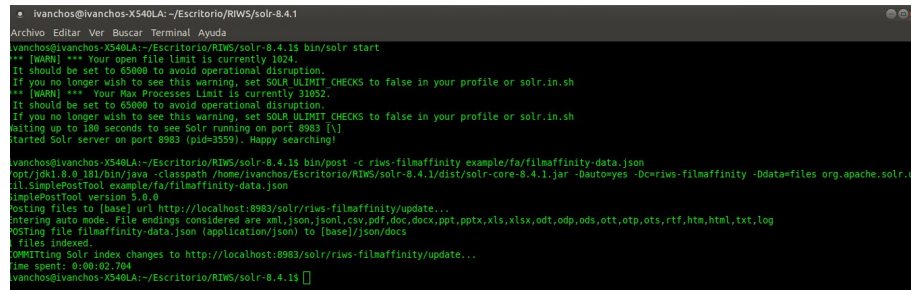 ivanchos@ivanchos-X540LA: ~/Escritorio/RIWS/solr-8.4.1
Archivo Editar Ver Buscar Terminal Ayuda
ivanchos@ivanchos-X540LA:~/Escritorio/RIWS/solr-8.4.1$ bin/solr start
*** [WARN] *** Your open file limit is currently 1024.
It should be set to 65000 to avoid operational disruption.
If you no longer wish to see this warning, set SOLR_ULIMIT_CHECKS to false in your profile or solr.in.sh
*** [WARN] *** Your Max Processes Limit is currently 31052.
It should be set to 65000 to avoid operational disruption.
If you no longer wish to see this warning, set SOLR_ULIMIT_CHECKS to false in your profile or solr.in.sh
Waiting up to 180 seconds to see Solr running on port 8983 [\]
Started Solr server on port 8983 (pid=3559). Happy searching!
ivanchos@ivanchos-X540LA:~/Escritorio/RIWS/solr-8.4.1$ bin/post -c riws-filmaffinity example/fa/filmaffinity-data.json
/opt/jdk1.8.0_181/bin/java -classpath /home/ivanchos/Escritorio/RIWS/solr-8.4.1/dist/solr-core-8.4.1.jar -Dauto=yes -Dc=riws-filmaffinity -Ddata=files org.apache.solr.u
til.SimplePostTool example/fa/filmaffinity-data.json
SimplePostTool version 5.0.0
Posting files to [base] url http://localhost:8983/solr/riws-filmaffinity/update...
Entering auto mode. File endings considered are xml,json,jsonl,csv,pdf,doc,docx,ppt,pptx,xls,xlsx,odt,odp,ods,ott,otp,ots,rtf,htm,html,txt,log
POSTing file filmaffinity-data.json (application/json) to [base]/json/docs
1 files indexed.
COMMITting Solr index changes to http://localhost:8983/solr/riws-filmaffinity/update...
Time spent: 0:00:02.704
ivanchos@ivanchos-X540LA:~/Escritorio/RIWS/solr-8.4.1$